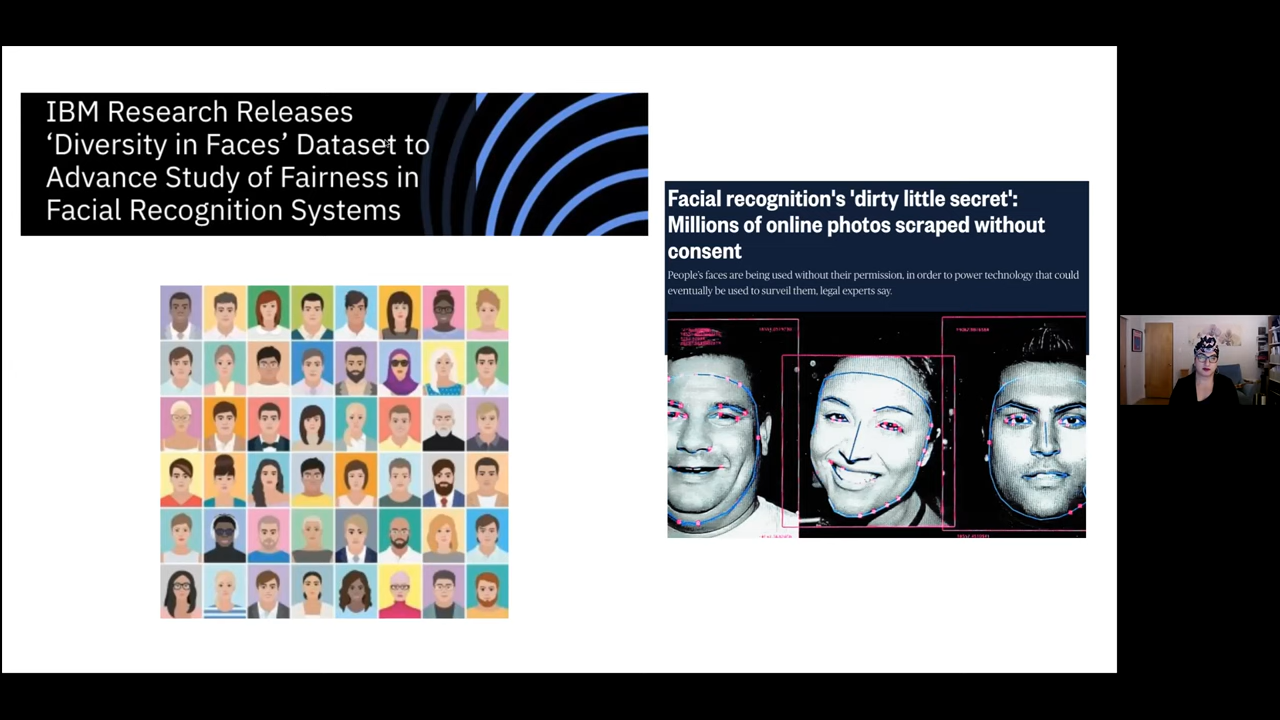 IBM Research Releases
‘Diversity in Faces’ Dataset to
Advance Study of Fairness in
Facial Recognition Systems
Facial recognition's 'dirty little secret':
Millions of online photos scraped without
consent
People's faces are being used without their permission, in order to power technology that could
eventually be used to surveil them, legal experts say.